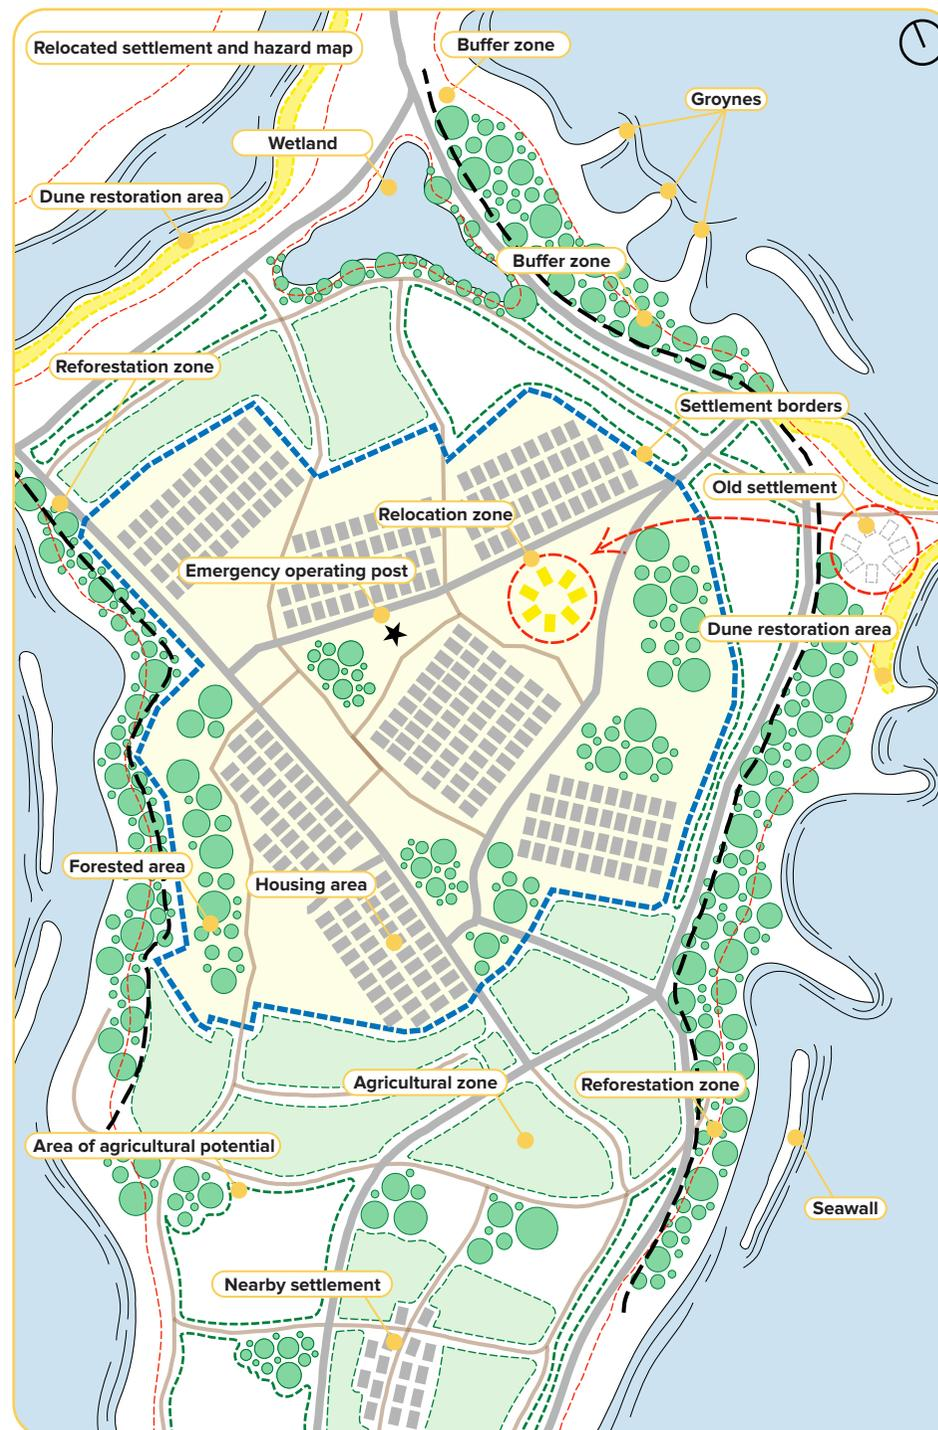 Relocated settlement and hazard map
Buffer zone
Groynes
Wetland
Dune restoration area
Buffer zone
Reforestation zone
Settlement borders
Old settlement
Relocation zone
Emergency operating post
Dune restoration area
Forested area
Housing area
Agricultural zone
Reforestation zone
Area of agricultural potential
Seawall
Nearby settlement